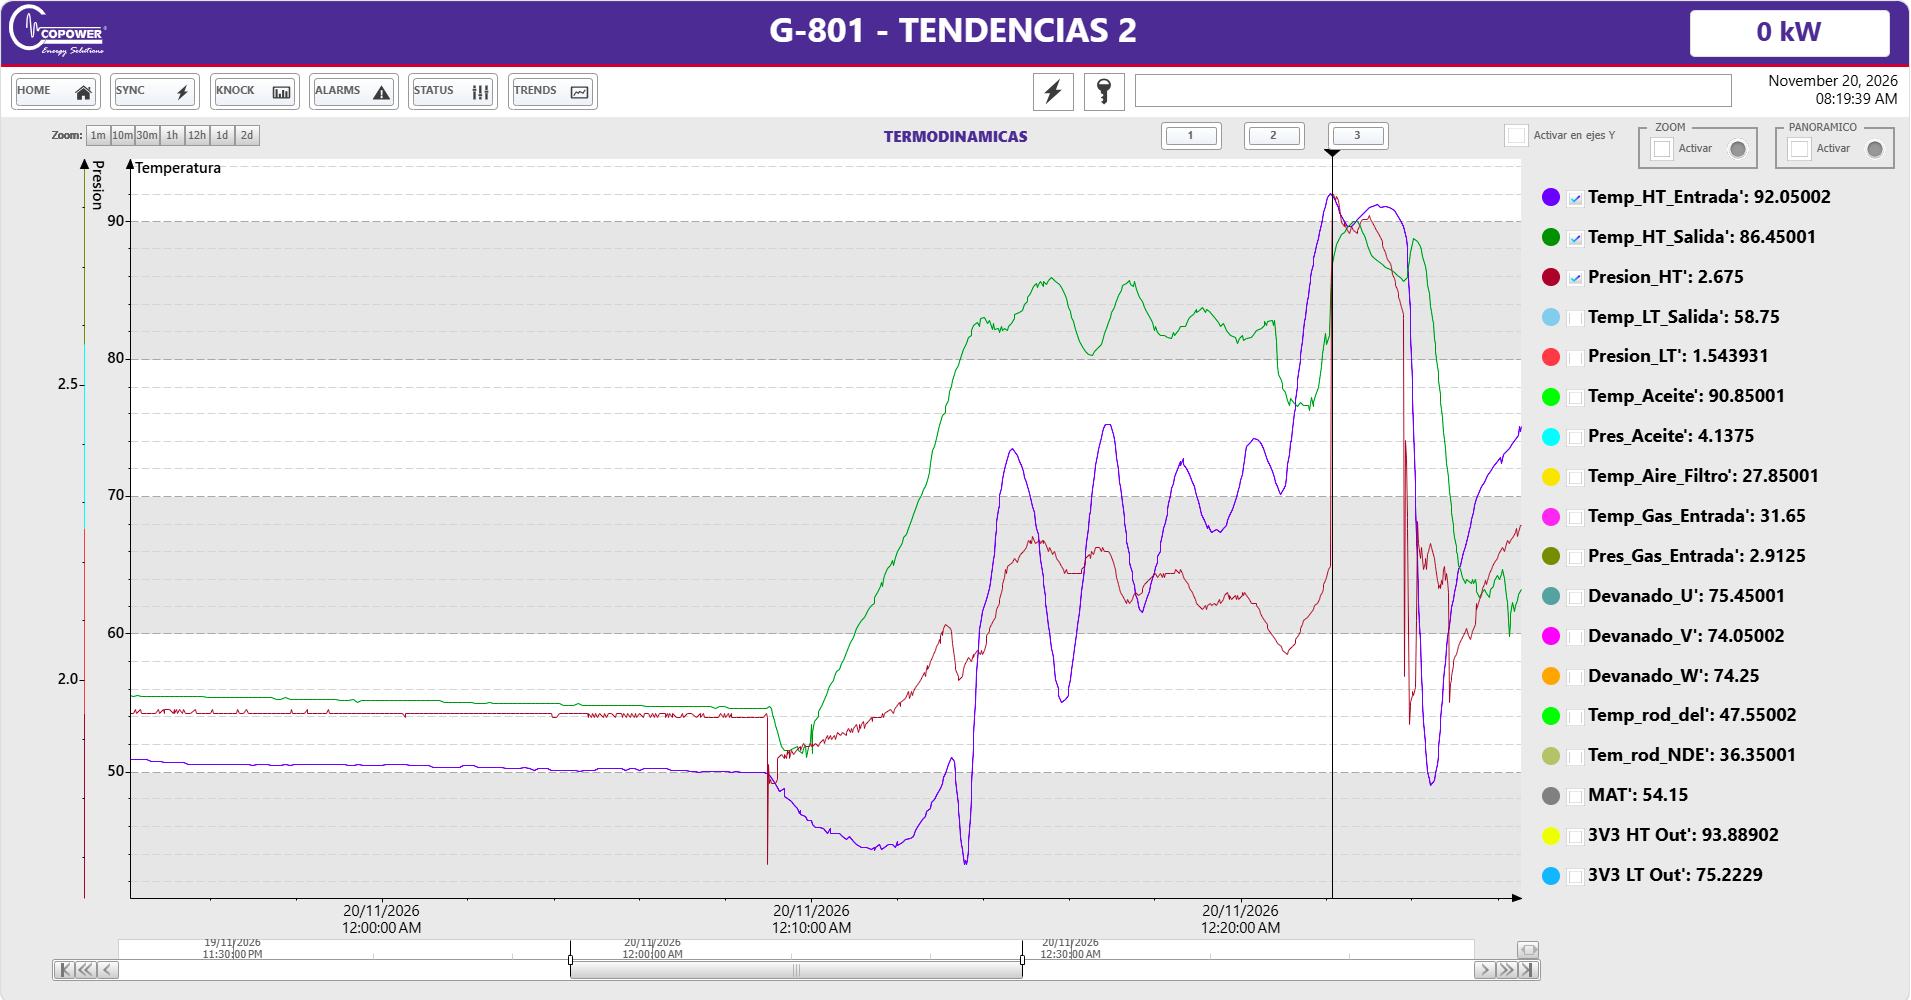 COPOWER
Energy Solutions
G-801 - TENDENCIAS 2
0 kW
HOME
SYNC
KNOCK
ALARMS
STATUS
TRENDS
November 20, 2026
08:19:39 AM
Zoom: 1m 10m 30m 1h 12h 1d 2d
TERMODINAMICAS
1
2
3
Activar en ejes Y
ZOOM
Activar
PANORAMICO
Activar
Presion
Temperatura
90
80
2.5
70
60
2.0
50
Temp_HT_Entrada': 92.05002
Temp_HT_Salida': 86.45001
Presion_HT': 2.675
Temp_LT_Salida': 58.75
Presion_LT': 1.543931
Temp_Aceite': 90.85001
Pres_Aceite': 4.1375
Temp_Aire_Filtro': 27.85001
Temp_Gas_Entrada': 31.65
Pres_Gas_Entrada': 2.9125
Devanado_U': 75.45001
Devanado_V': 74.05002
Devanado_W': 74.25
Temp_rod_del': 47.55002
Tem_rod_NDE': 36.35001
MAT': 54.15
3V3 HT Out': 93.88902
3V3 LT Out': 75.2229
20/11/2026
12:00:00 AM
20/11/2026
12:10:00 AM
20/11/2026
12:20:00 AM
19/11/2026
11:30:00 PM
20/11/2026
12:00:00 AM
20/11/2026
12:30:00 AM